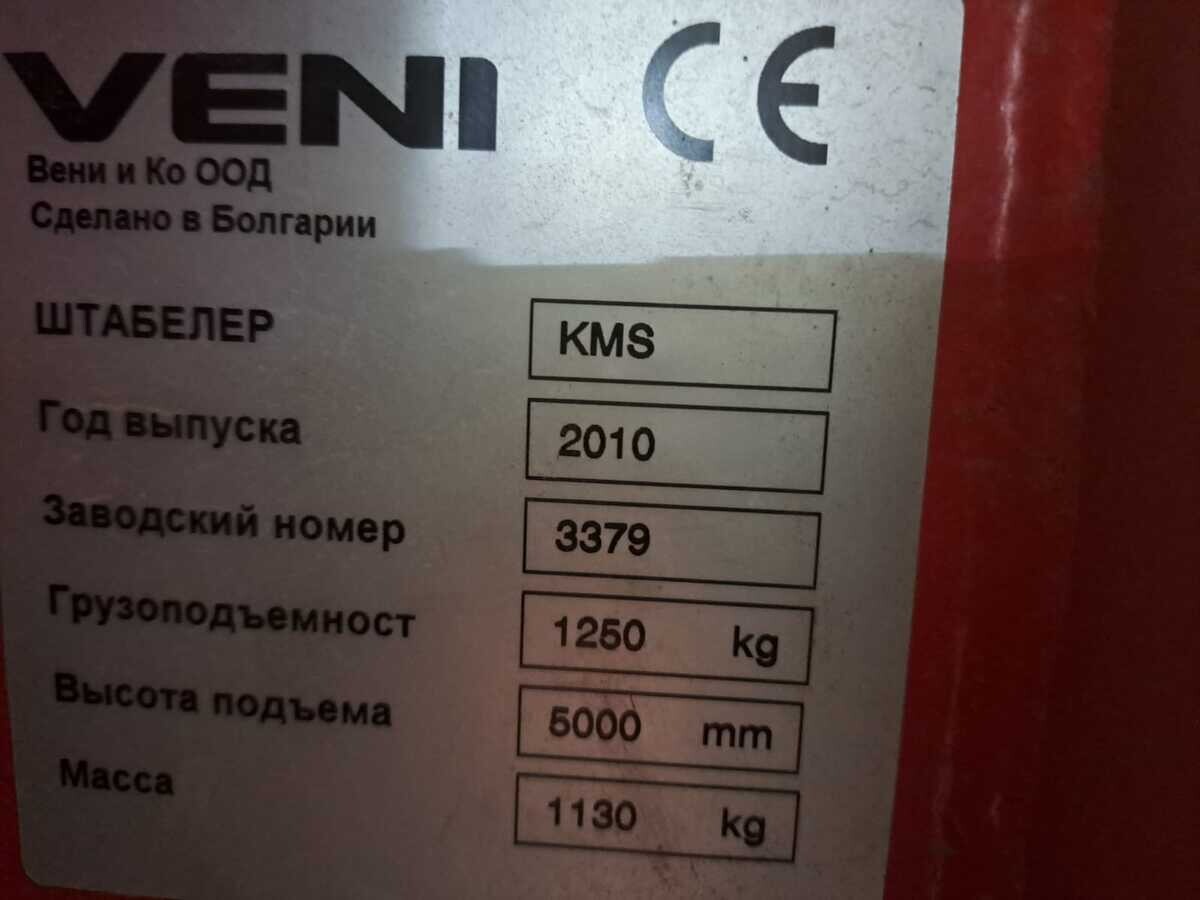 VENI CE
Вени и Ко ООД
Сделано в Болгарии
ШТАБЕЛЕР KMS
Год выпуска 2010
Заводский номер 3379
Грузоподъемност 1250 kg
Высота подъема 5000 mm
Масса 1130 kg